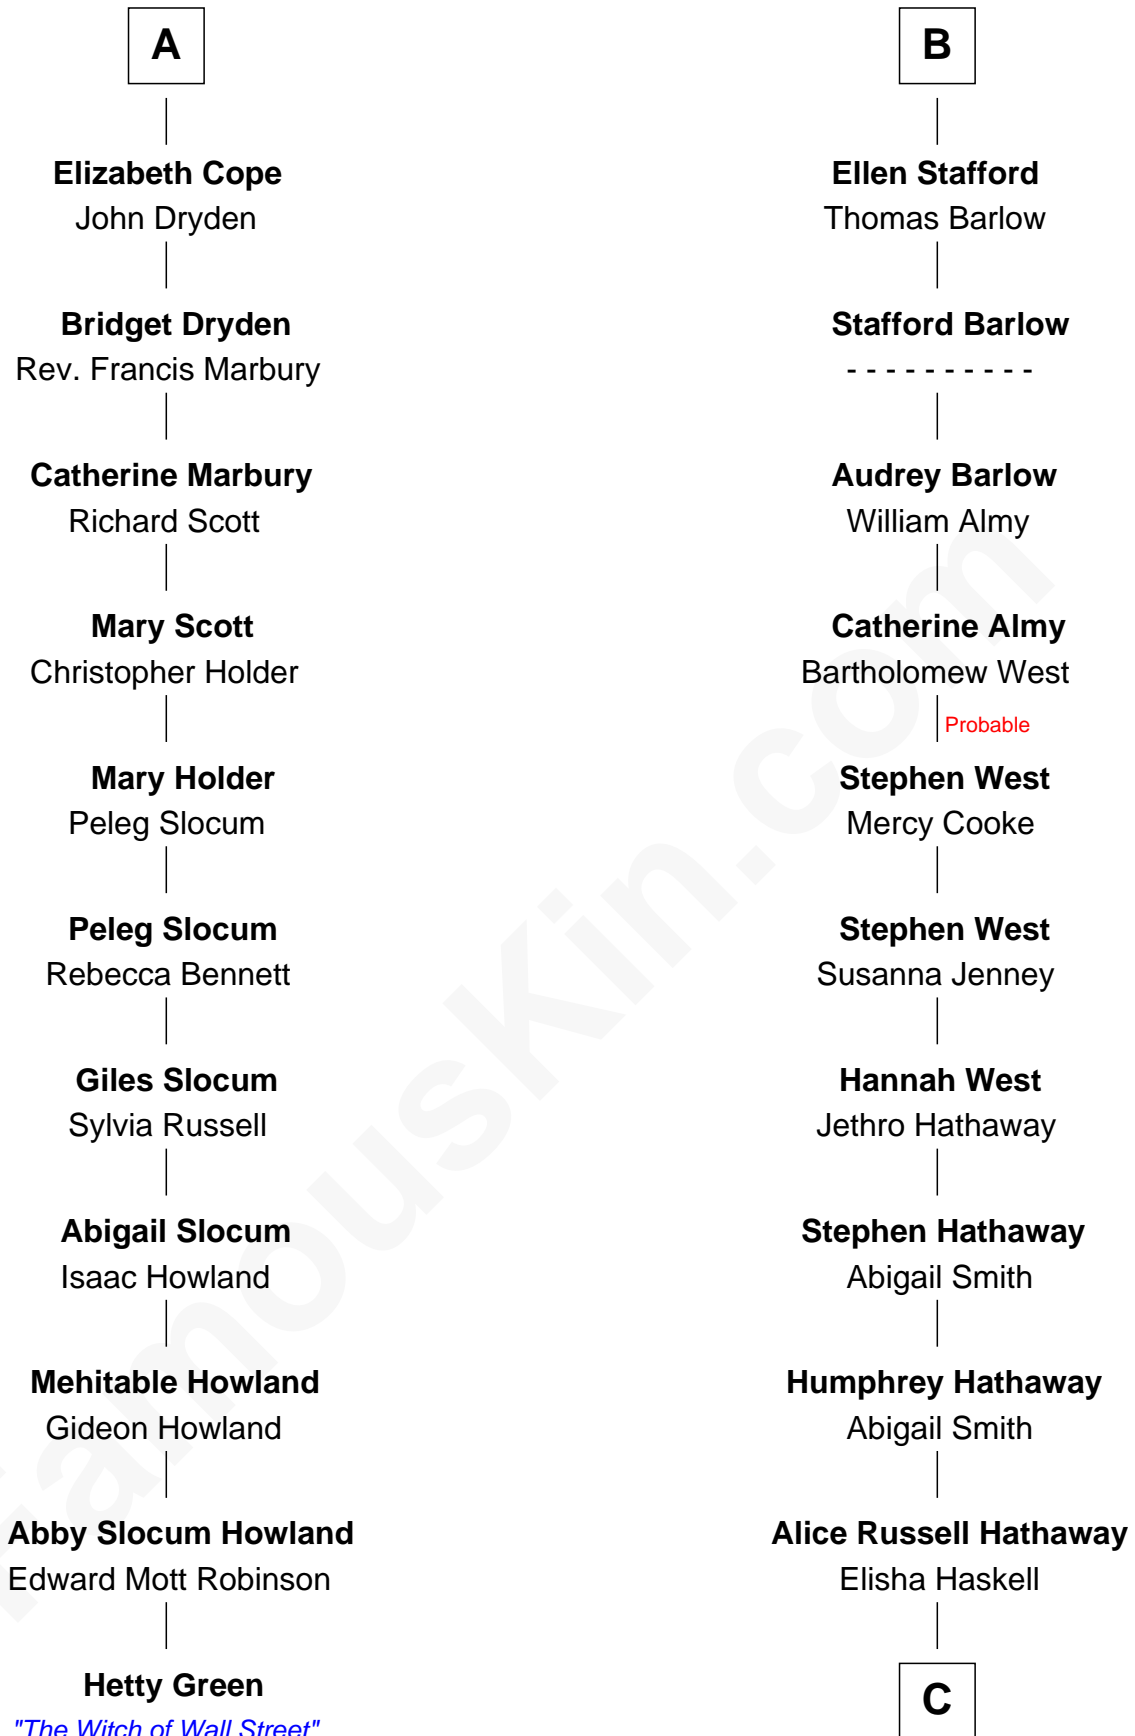 A
Elizabeth Cope
John Dryden
Bridget Dryden
Rev. Francis Marbury
Catherine Marbury
Richard Scott
Mary Scott
Christopher Holder
Mary Holder
Peleg Slocum
Peleg Slocum
Rebecca Bennett
Giles Slocum
Sylvia Russell
Abigail Slocum
Isaac Howland
Mehitable Howland
Gideon Howland
Abby Slocum Howland
Edward Mott Robinson
Hetty Green
"The Witch of Wall Street"
B
Ellen Stafford
Thomas Barlow
Stafford Barlow
- - - - - - - - - -
Audrey Barlow
William Almy
Catherine Almy
Bartholomew West
Probable
Stephen West
Mercy Cooke
Stephen West
Susanna Jenney
Hannah West
Jethro Hathaway
Stephen Hathaway
Abigail Smith
Humphrey Hathaway
Abigail Smith
Alice Russell Hathaway
Elisha Haskell
C
FamousKin.com